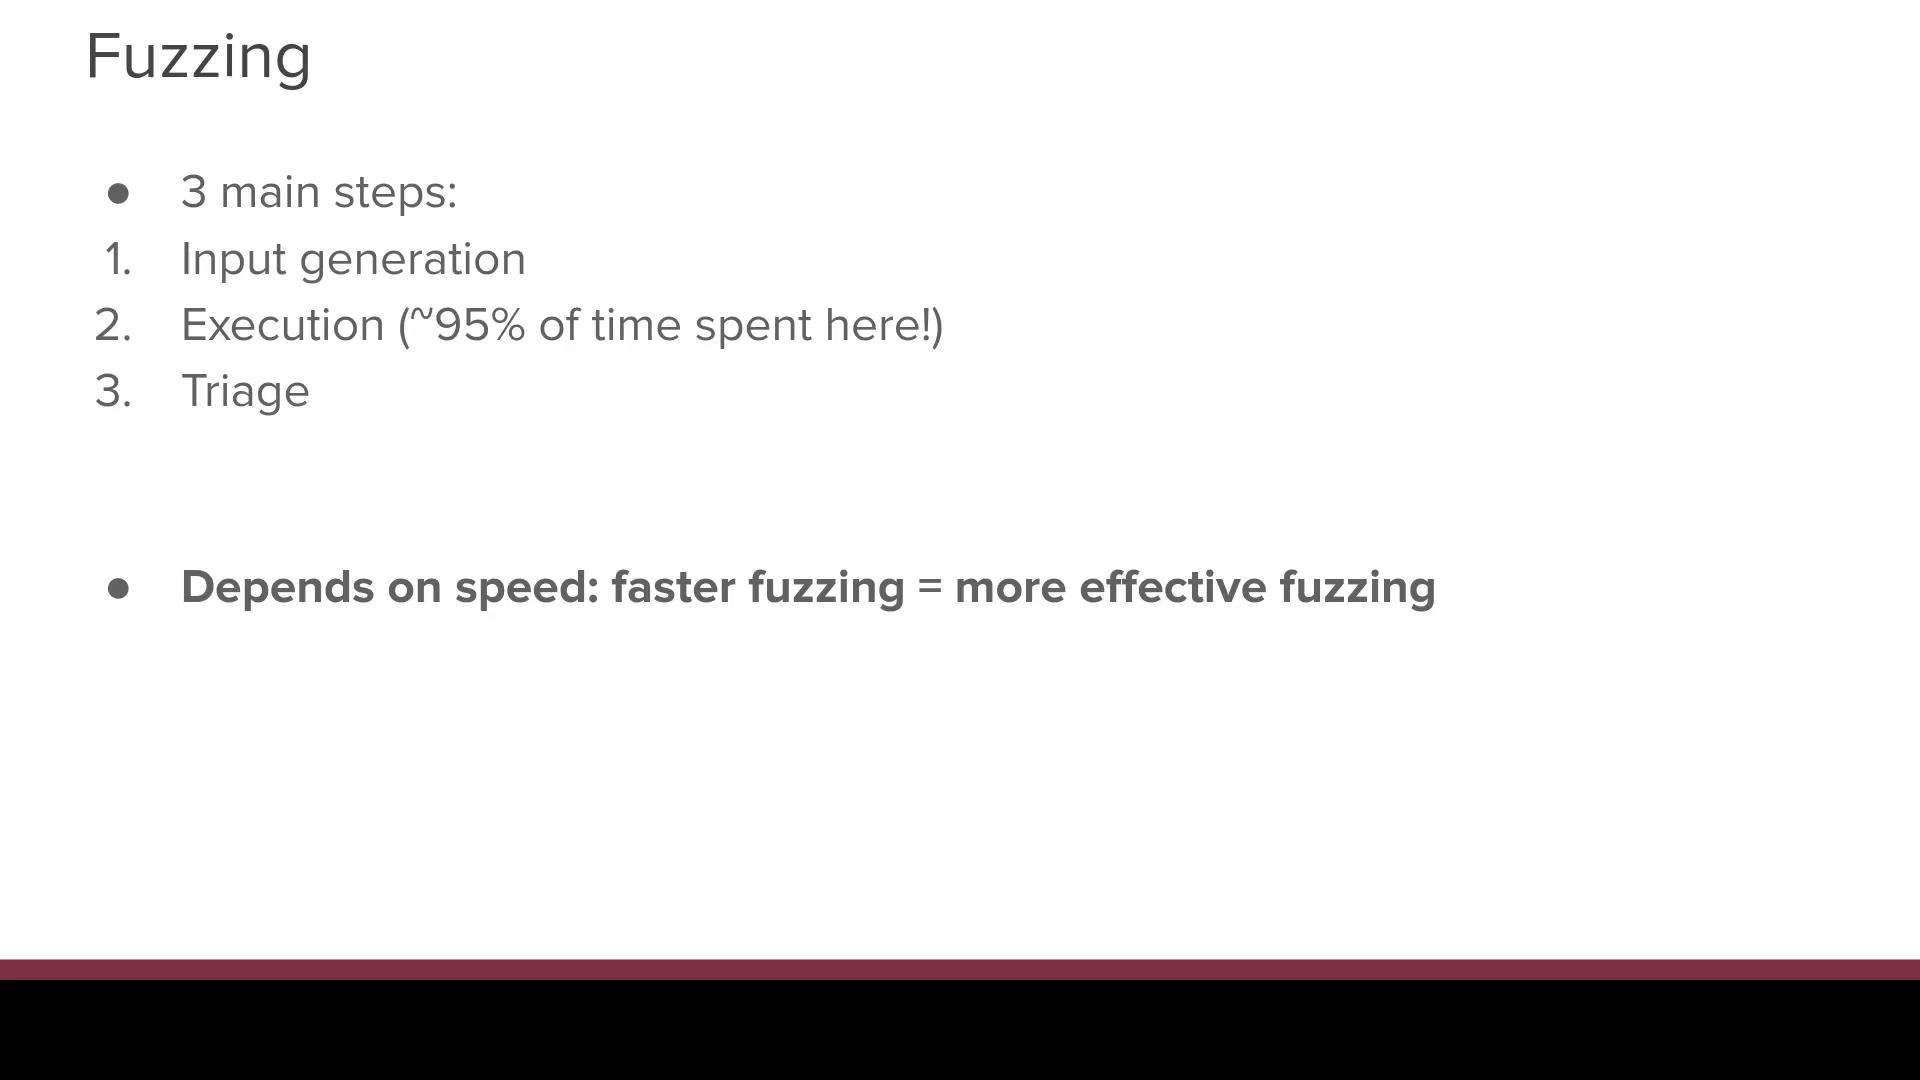 Fuzzing
● 3 main steps:
1. Input generation
2. Execution (~95% of time spent here!)
3. Triage
● Depends on speed: faster fuzzing = more effective fuzzing